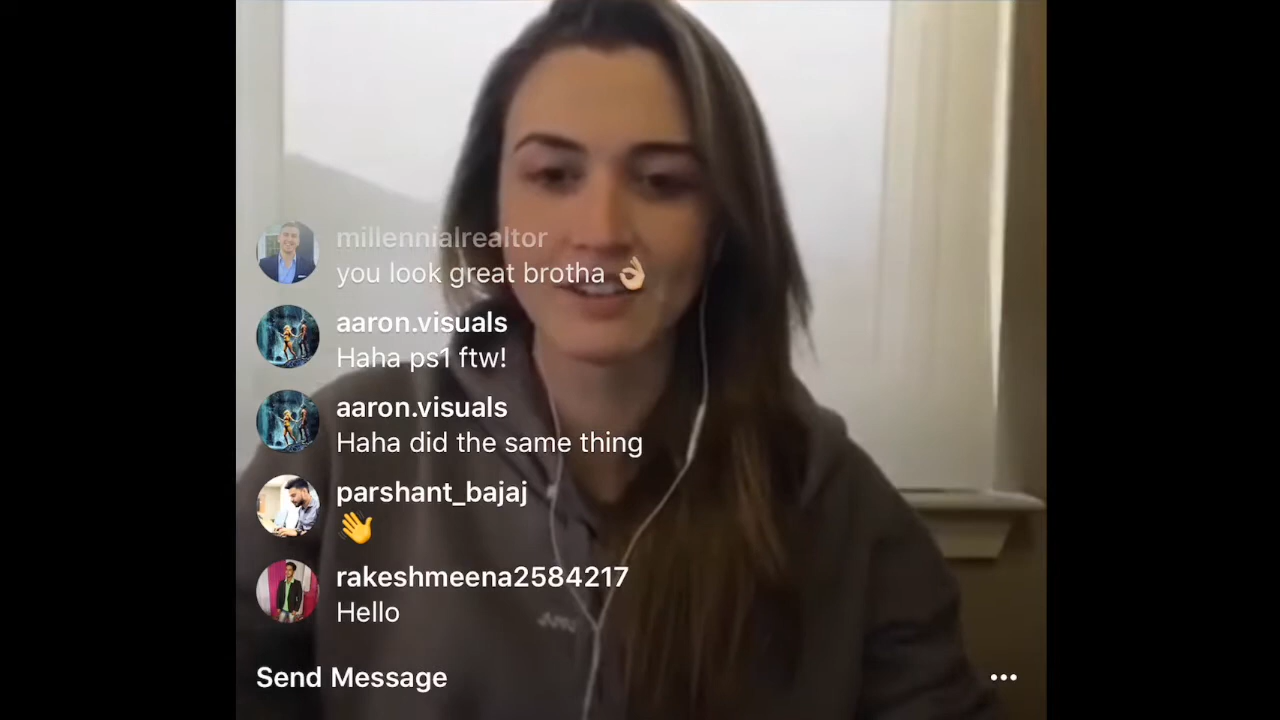 millennialrealtor
you look great brotha 👌🏻
aaron.visuals
Haha ps1 ftw!
aaron.visuals
Haha did the same thing
parshant_bajaj
👋
rakeshmeena2584217
Hello
Send Message